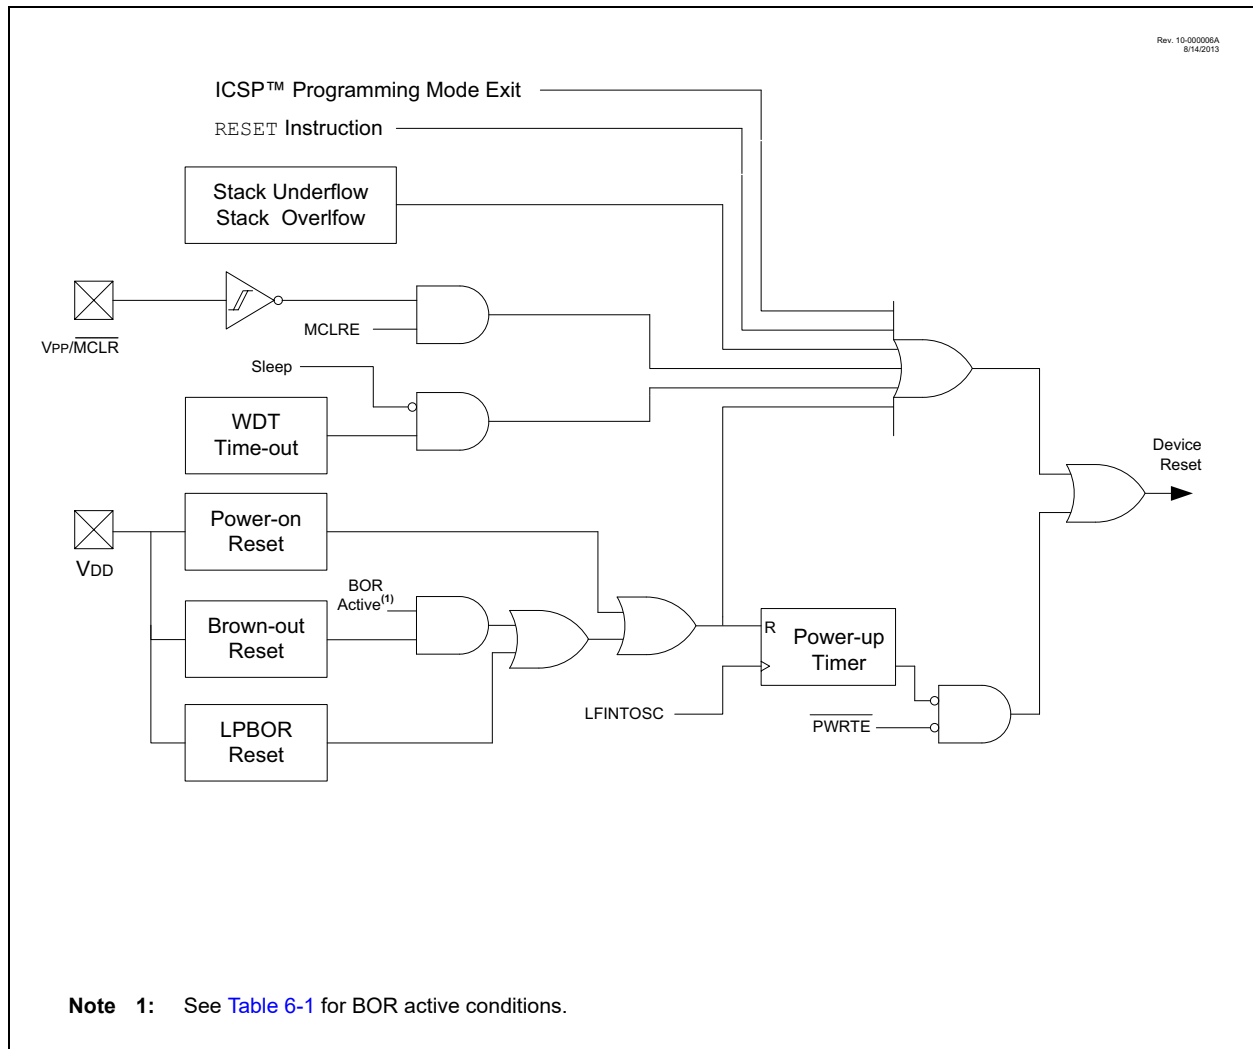 Rev. 10-000006A
8/14/2013
ICSP™ Programming Mode Exit
RESET Instruction
Stack Underflow
Stack Overlfow
VPP/MCLR
MCLRE
Sleep
WDT
Time-out
Device
Reset
VDD
Power-on
Reset
BOR
Active(1)
Brown-out
Reset
R
Power-up
Timer
LFINTOSC
PWRTE
LPBOR
Reset
Note 1: See Table 6-1 for BOR active conditions.